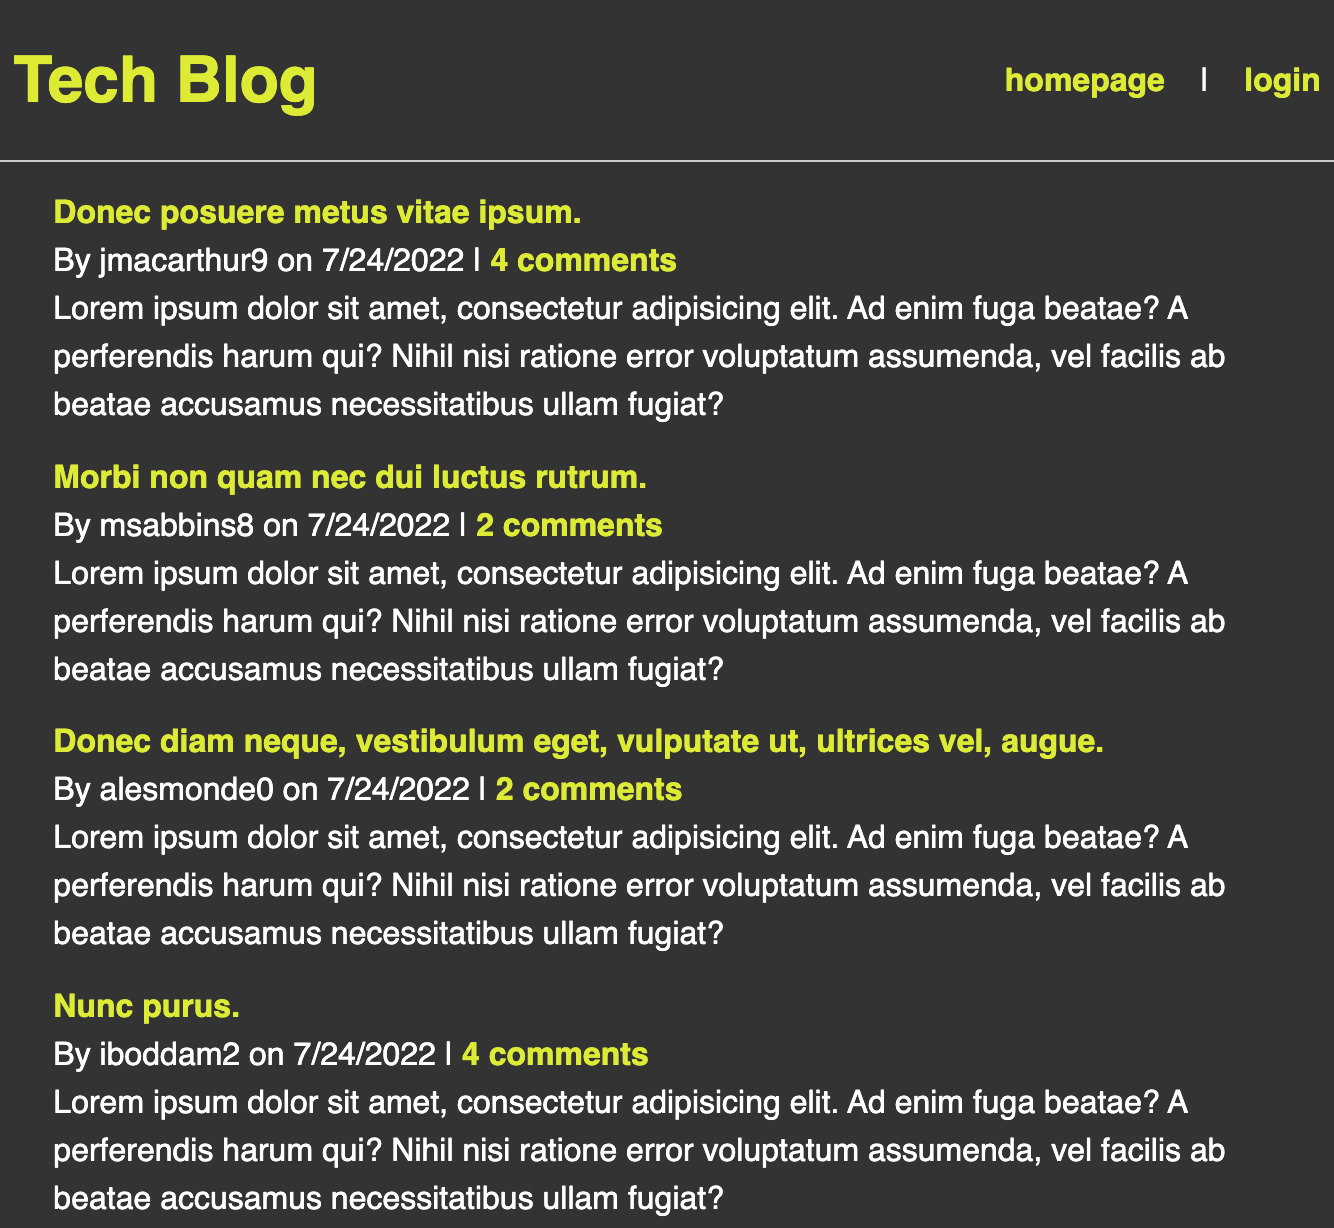 Tech Blog
homepage | login
Donec posuere metus vitae ipsum.
By jmacarthur9 on 7/24/2022 | 4 comments
Lorem ipsum dolor sit amet, consectetur adipisicing elit. Ad enim fuga beatae? A
perferendis harum qui? Nihil nisi ratione error voluptatum assumenda, vel facilis ab
beatae accusamus necessitatibus ullam fugiat?
Morbi non quam nec dui luctus rutrum.
By msabbins8 on 7/24/2022 | 2 comments
Lorem ipsum dolor sit amet, consectetur adipisicing elit. Ad enim fuga beatae? A
perferendis harum qui? Nihil nisi ratione error voluptatum assumenda, vel facilis ab
beatae accusamus necessitatibus ullam fugiat?
Donec diam neque, vestibulum eget, vulputate ut, ultrices vel, augue.
By alesmonde0 on 7/24/2022 | 2 comments
Lorem ipsum dolor sit amet, consectetur adipisicing elit. Ad enim fuga beatae? A
perferendis harum qui? Nihil nisi ratione error voluptatum assumenda, vel facilis ab
beatae accusamus necessitatibus ullam fugiat?
Nunc purus.
By iboddam2 on 7/24/2022 | 4 comments
Lorem ipsum dolor sit amet, consectetur adipisicing elit. Ad enim fuga beatae? A
perferendis harum qui? Nihil nisi ratione error voluptatum assumenda, vel facilis ab
beatae accusamus necessitatibus ullam fugiat?